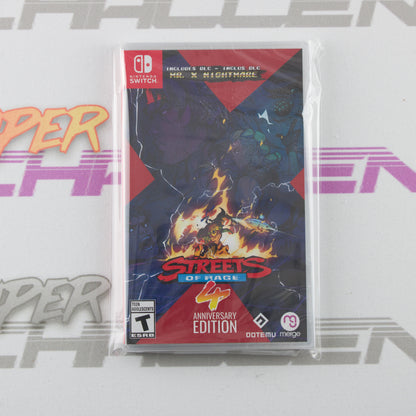 INCLUDES DLC - INCLUS DLC
MR. X NIGHTMARE
NINTENDO
SWITCH
STREETS
OF RAGE
4
ANNIVERSARY
EDITION
TEEN
ADOLESCENTS
T
ESRB
DOTEMU
merge